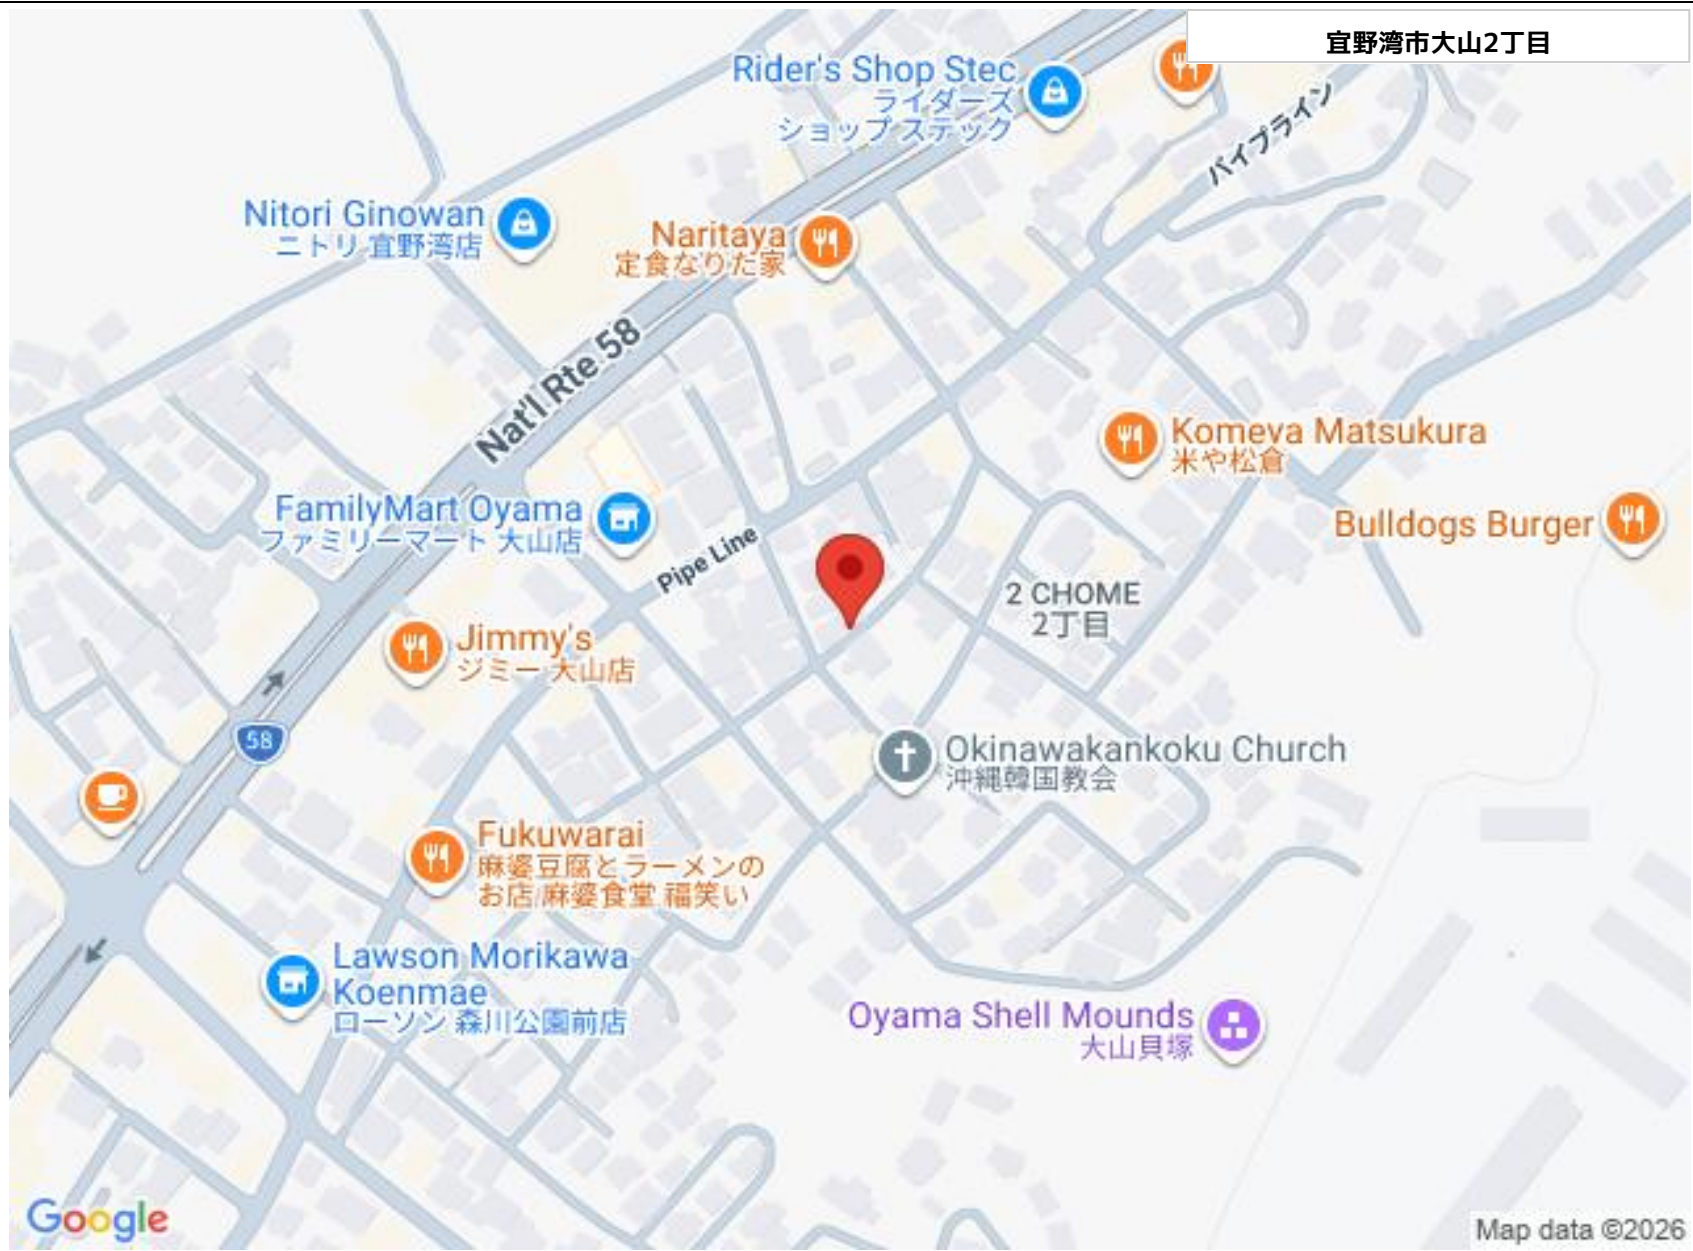 宜野湾市大山2丁目
Rider's Shop Stec
ライダーズ
ショップ ステック
パイプライン
Nitori Ginowan
ニトリ 宜野湾店
Naritaya
定食なりた家
Nat'l Rte 58
Komeya Matsukura
米や松倉
FamilyMart Oyama
ファミリーマート 大山店
Bulldogs Burger
Pipe Line
2 CHOME
2丁目
Jimmy's
ジミー 大山店
58
Okinawakankoku Church
沖縄韓国教会
Fukuwarai
麻婆豆腐とラーメンの
お店 麻婆食堂 福笑い
Lawson Morikawa
Koenmae
ローソン 森川公園前店
Oyama Shell Mounds
大山貝塚
Google
Map data ©2026